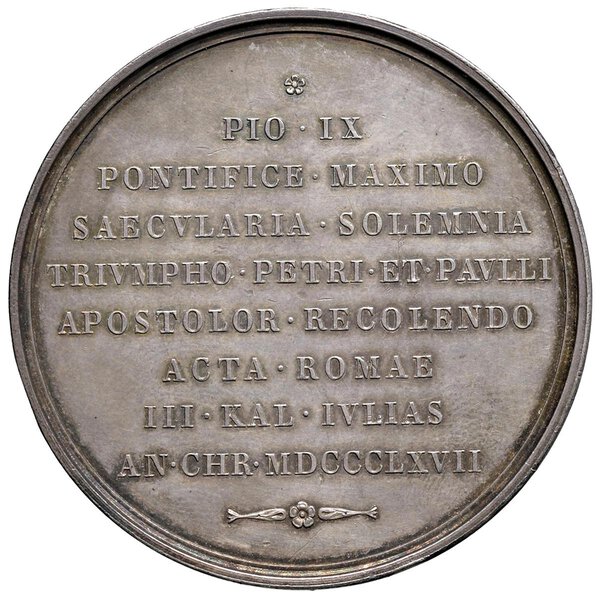 PIO · IX
PONTIFICE · MAXIMO
SAECVLARIA · SOLEMNIA
TRIVMPHO · PETRI · ET · PAVLLI
APOSTOLOR · RECOLENDO
ACTA · ROMAE
III · KAL · IVLIAS
AN · CHR · MDCCCLXVII